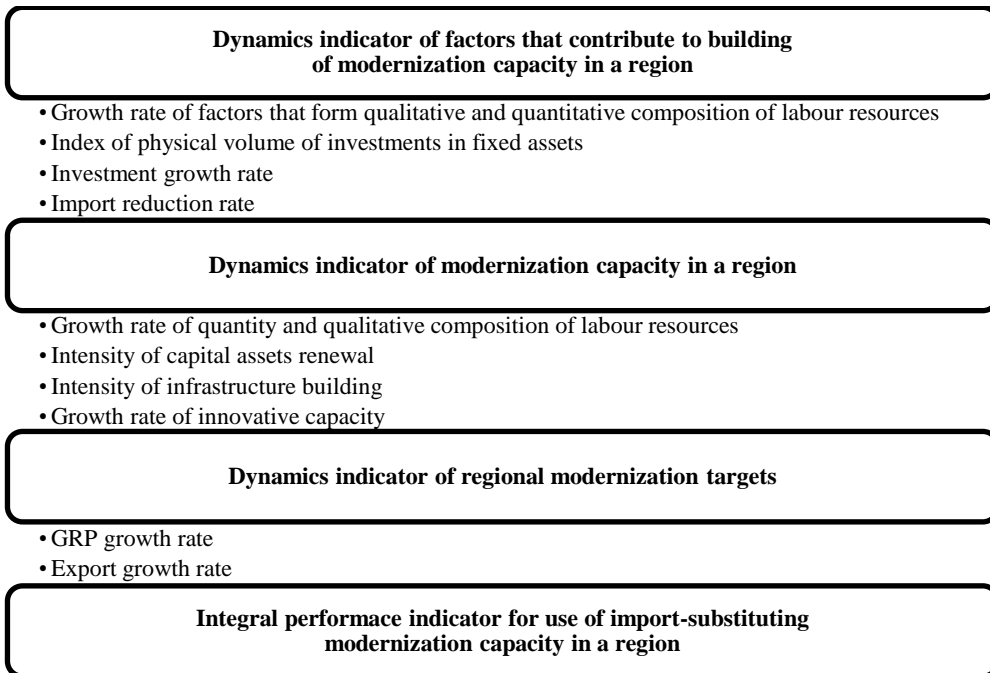 Dynamics indicator of factors that contribute to building
of modernization capacity in a region
• Growth rate of factors that form qualitative and quantitative composition of labour resources
• Index of physical volume of investments in fixed assets
• Investment growth rate
• Import reduction rate
Dynamics indicator of modernization capacity in a region
• Growth rate of quantity and qualitative composition of labour resources
• Intensity of capital assets renewal
• Intensity of infrastructure building
• Growth rate of innovative capacity
Dynamics indicator of regional modernization targets
• GRP growth rate
• Export growth rate
Integral performace indicator for use of import-substituting
modernization capacity in a region